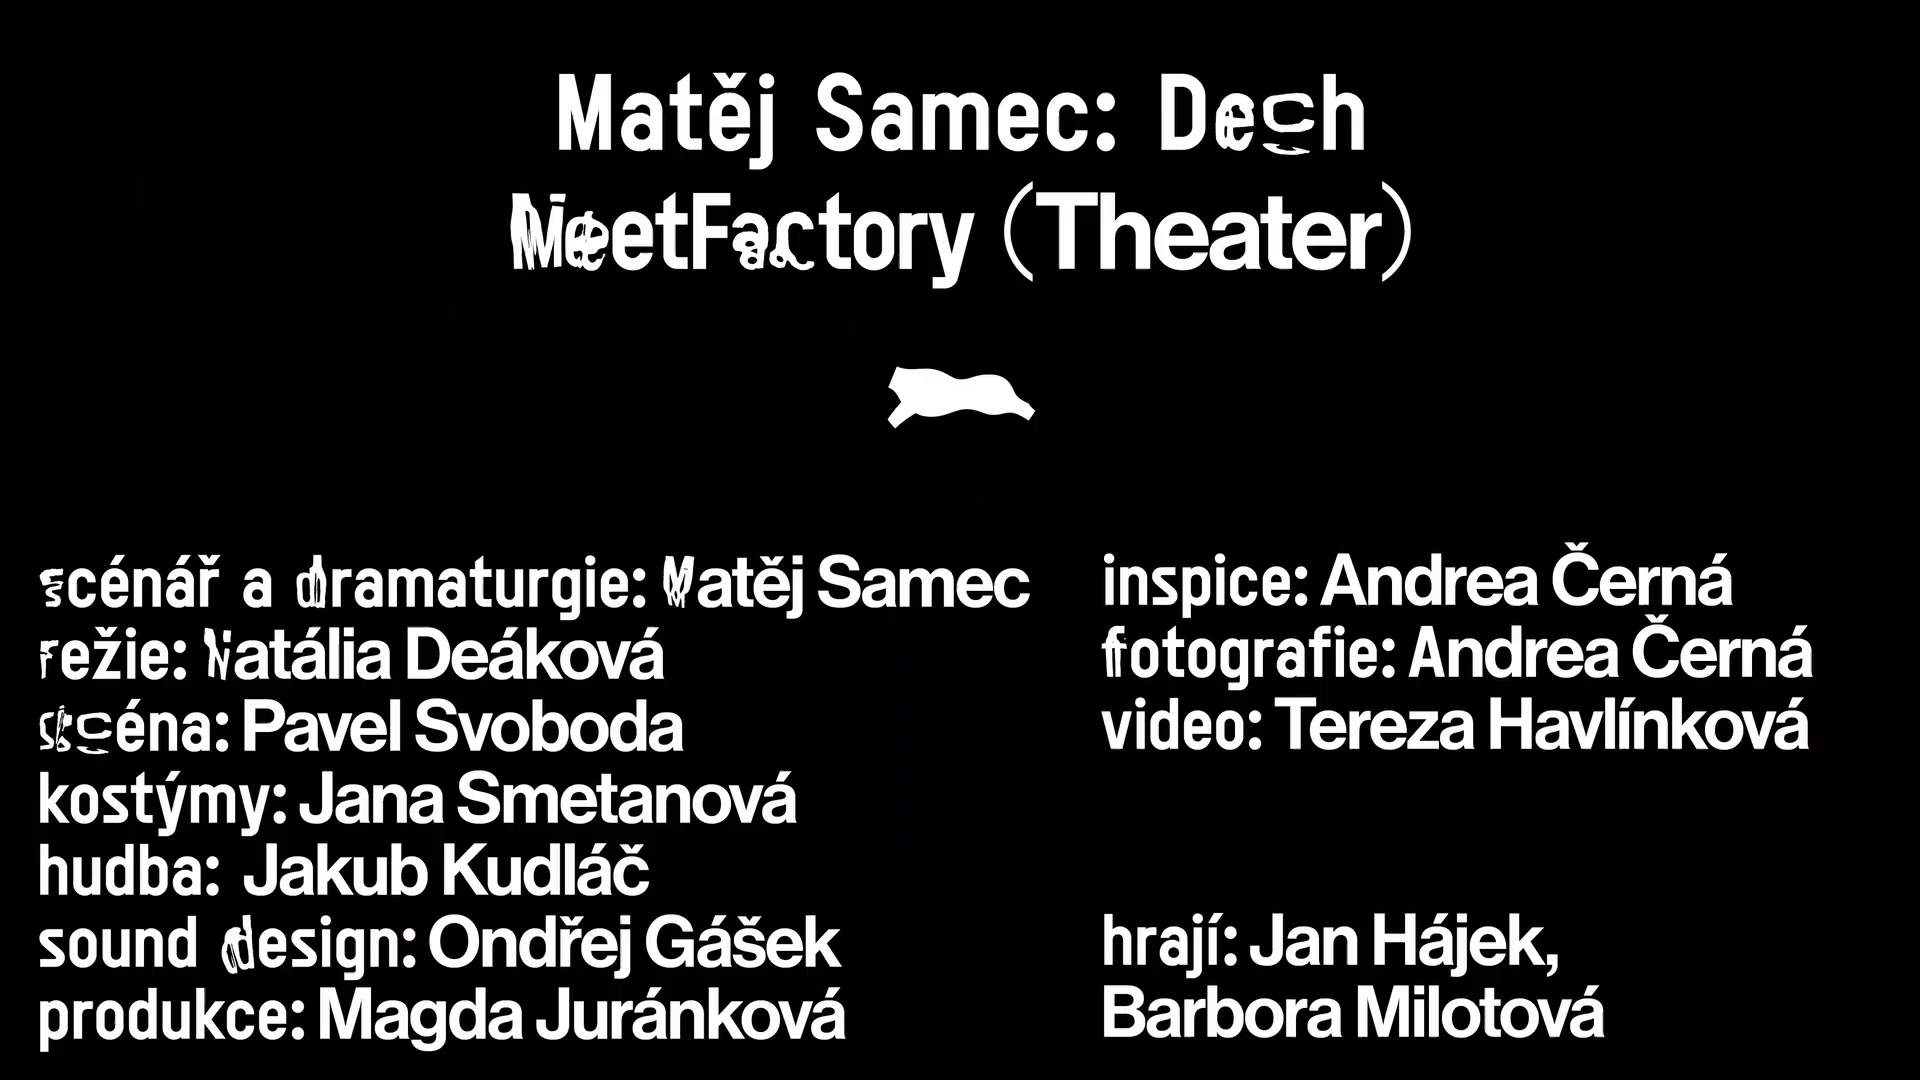 Matěj Samec: Dech
MeetFactory (Theater)
scénář a dramaturgie: Matěj Samec
režie: Natália Deáková
scéna: Pavel Svoboda
kostýmy: Jana Smetanová
hudba: Jakub Kudláč
sound design: Ondřej Gášek
produkce: Magda Juránková
inspice: Andrea Černá
fotografie: Andrea Černá
video: Tereza Havlínková
hrají: Jan Hájek,
Barbora Milotová